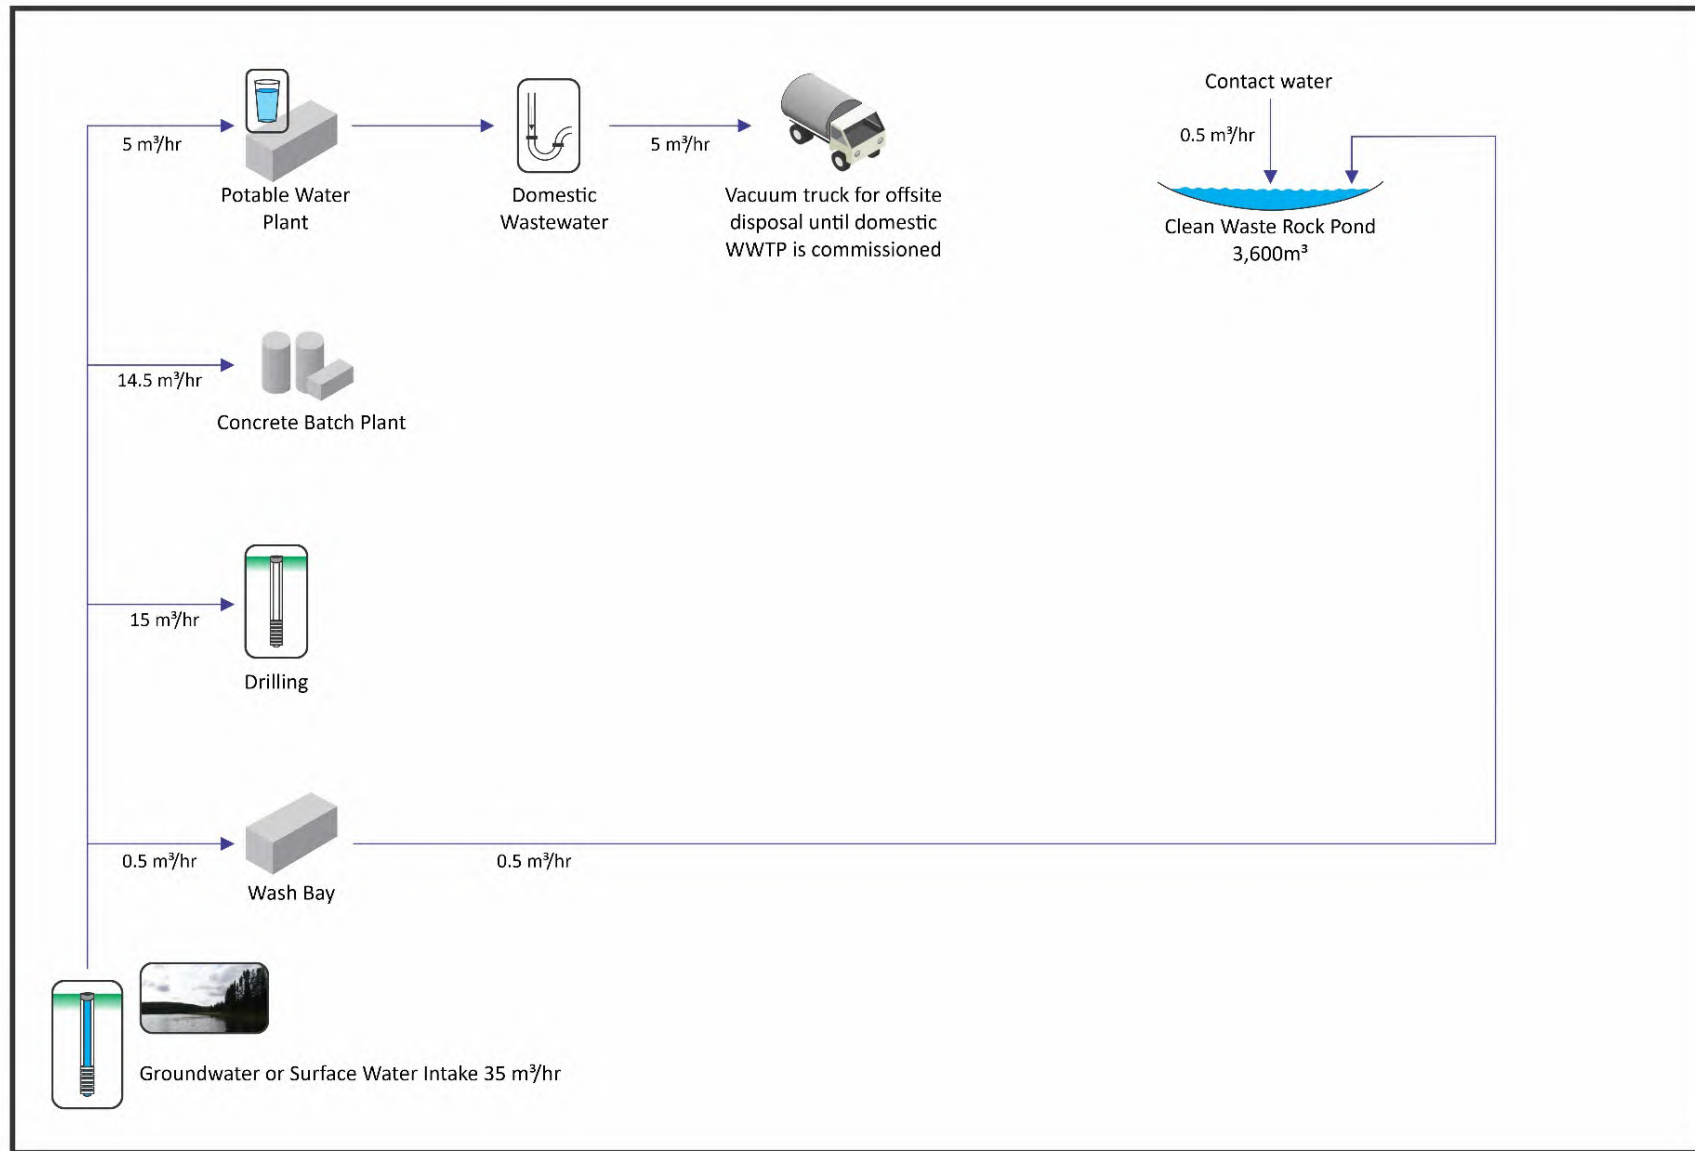 5 m³/hr
Potable Water
Plant
Domestic
Wastewater
5 m³/hr
Vacuum truck for offsite
disposal until domestic
WWTP is commissioned
Contact water
0.5 m³/hr
Clean Waste Rock Pond
3,600m³
14.5 m³/hr
Concrete Batch Plant
15 m³/hr
Drilling
0.5 m³/hr
Wash Bay
0.5 m³/hr
Groundwater or Surface Water Intake 35 m³/hr